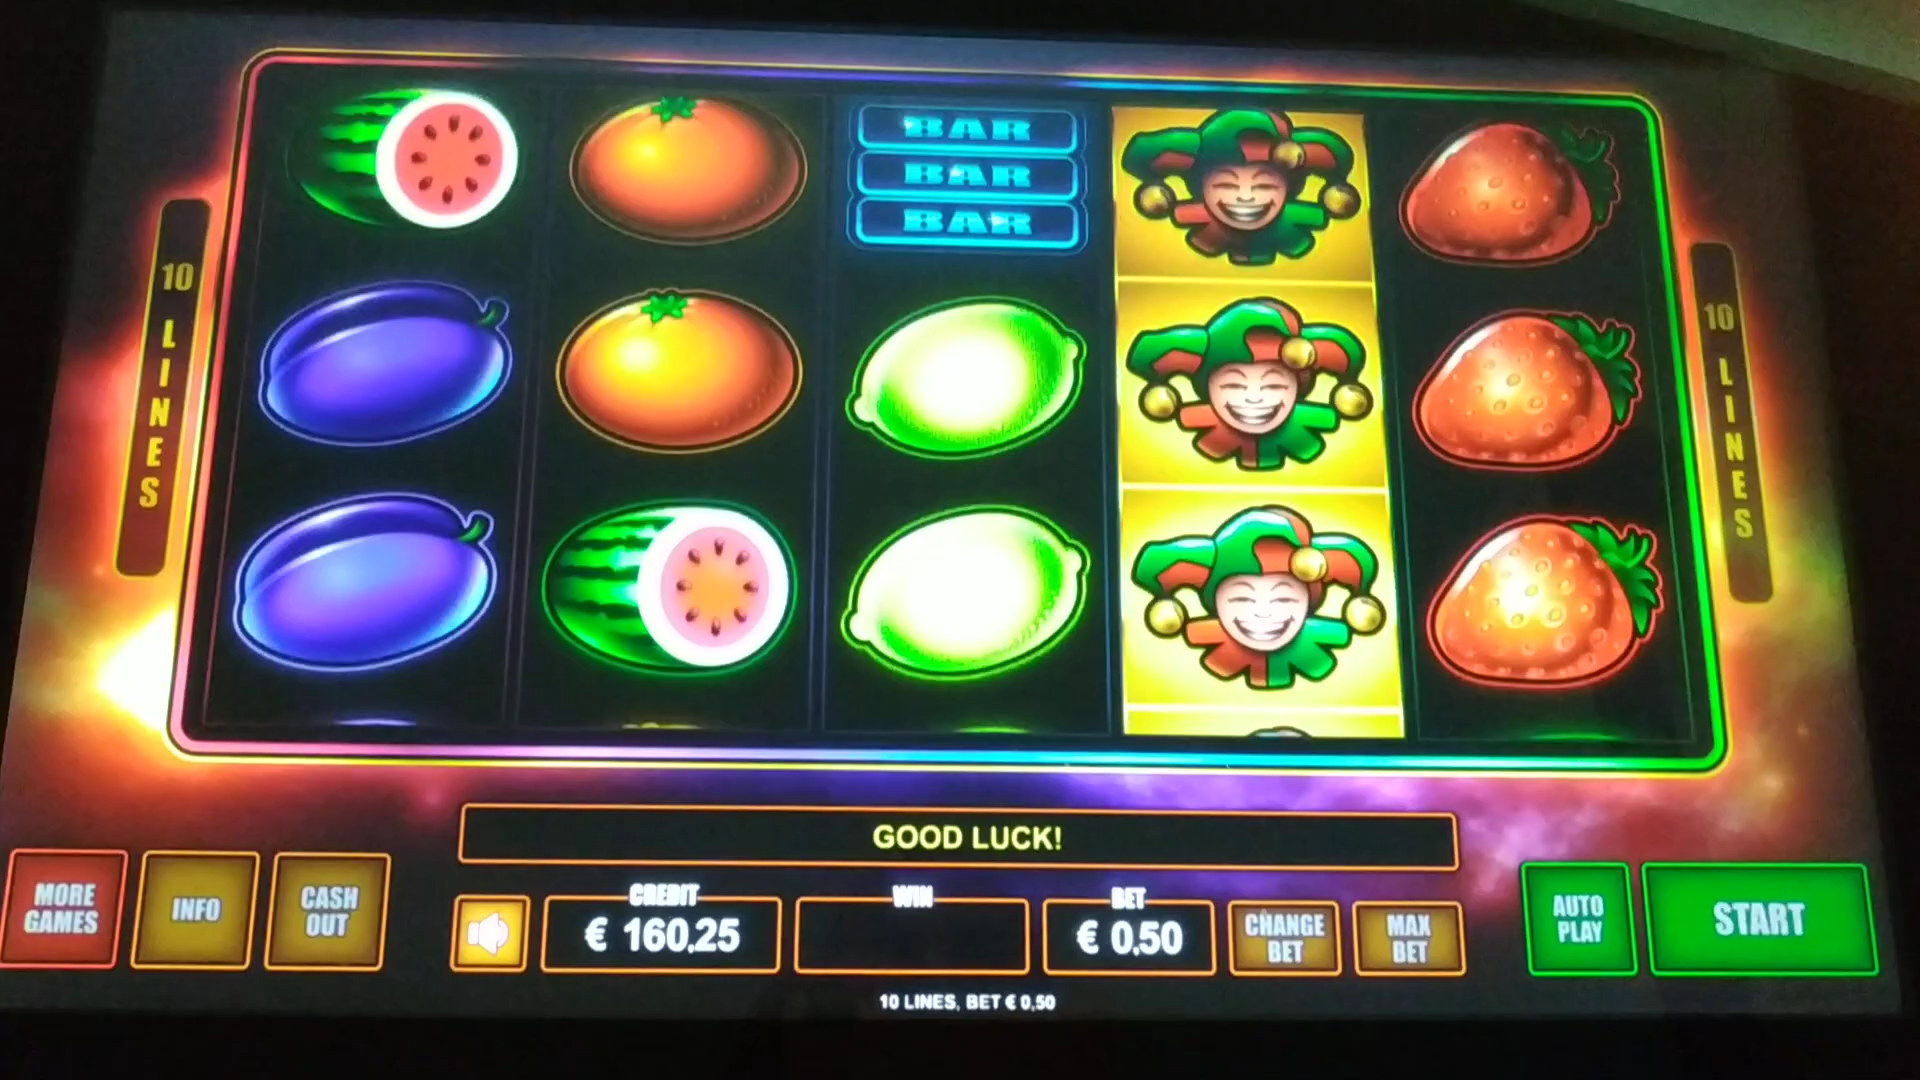 BAR
BAR
BAR
10 LINES
10 LINES
GOOD LUCK!
MORE GAMES
INFO
CASH OUT
CREDIT
€ 160,25
WIN
BET
€ 0,50
CHANGE BET
MAX BET
AUTO PLAY
START
10 LINES, BET € 0,50